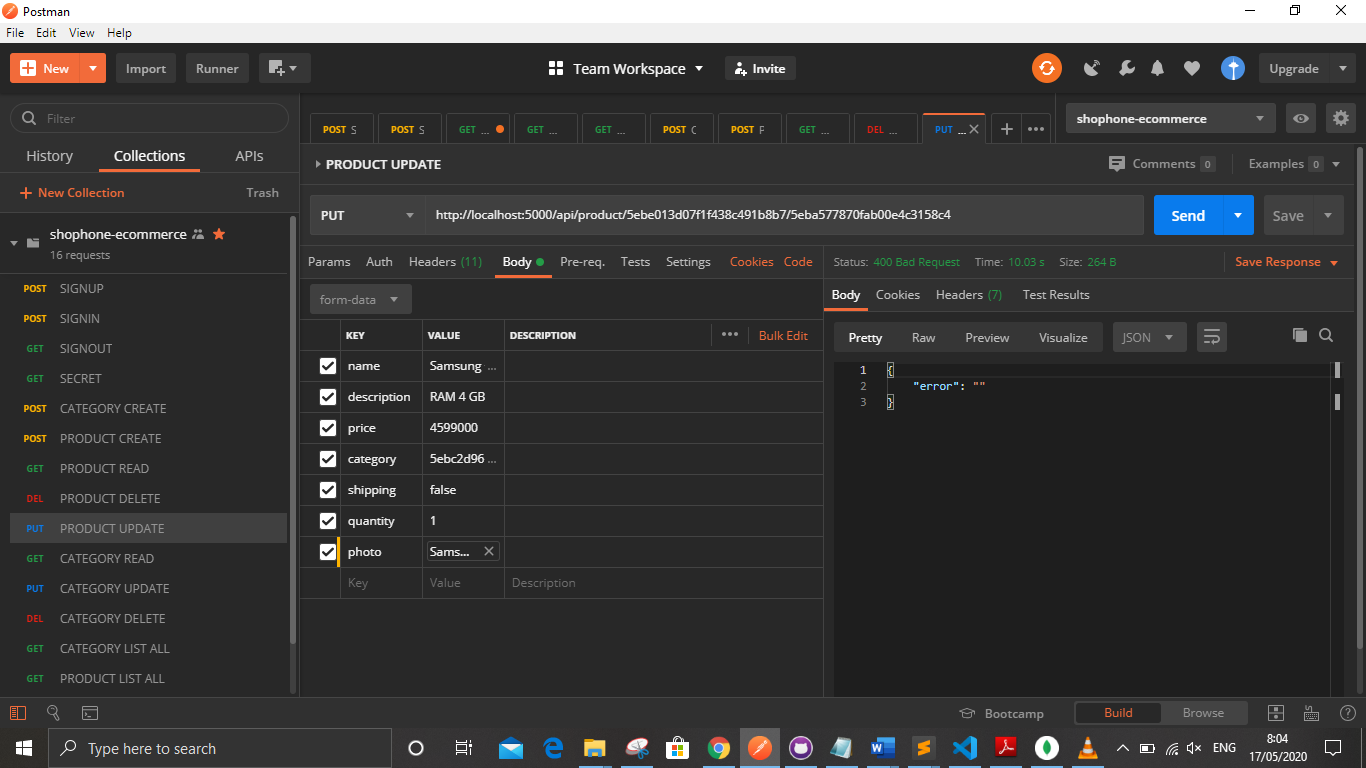 Postman
File Edit View Help
New Import Runner Team Workspace Invite Upgrade
Filter
History Collections APIs
New Collection Trash
shophone-ecommerce
16 requests
POST SIGNUP
POST SIGNIN
GET SIGNOUT
GET SECRET
POST CATEGORY CREATE
POST PRODUCT CREATE
GET PRODUCT READ
DEL PRODUCT DELETE
PUT PRODUCT UPDATE
GET CATEGORY READ
PUT CATEGORY UPDATE
DEL CATEGORY DELETE
GET CATEGORY LIST ALL
GET PRODUCT LIST ALL
POST S POST S GET ... GET ... GET ... POST C POST P GET ... DEL ... PUT ... shophone-ecommerce
PRODUCT UPDATE Comments 0 Examples 0
PUT http://localhost:5000/api/product/5ebe013d07f1f438c491b8b7/5eba577870fab00e4c3158c4 Send Save
Params Auth Headers (11) Body Pre-req. Tests Settings Cookies Code
form-data
KEY VALUE DESCRIPTION ... Bulk Edit
name Samsung ...
description RAM 4 GB
price 4599000
category 5ebc2d96 ...
shipping false
quantity 1
photo Sams...
Key Value Description
Status: 400 Bad Request Time: 10.03 s Size: 264 B Save Response
Body Cookies Headers (7) Test Results
Pretty Raw Preview Visualize JSON
1 {
2 "error": ""
3 }
Bootcamp Build Browse
Type here to search ENG 8:04
17/05/2020